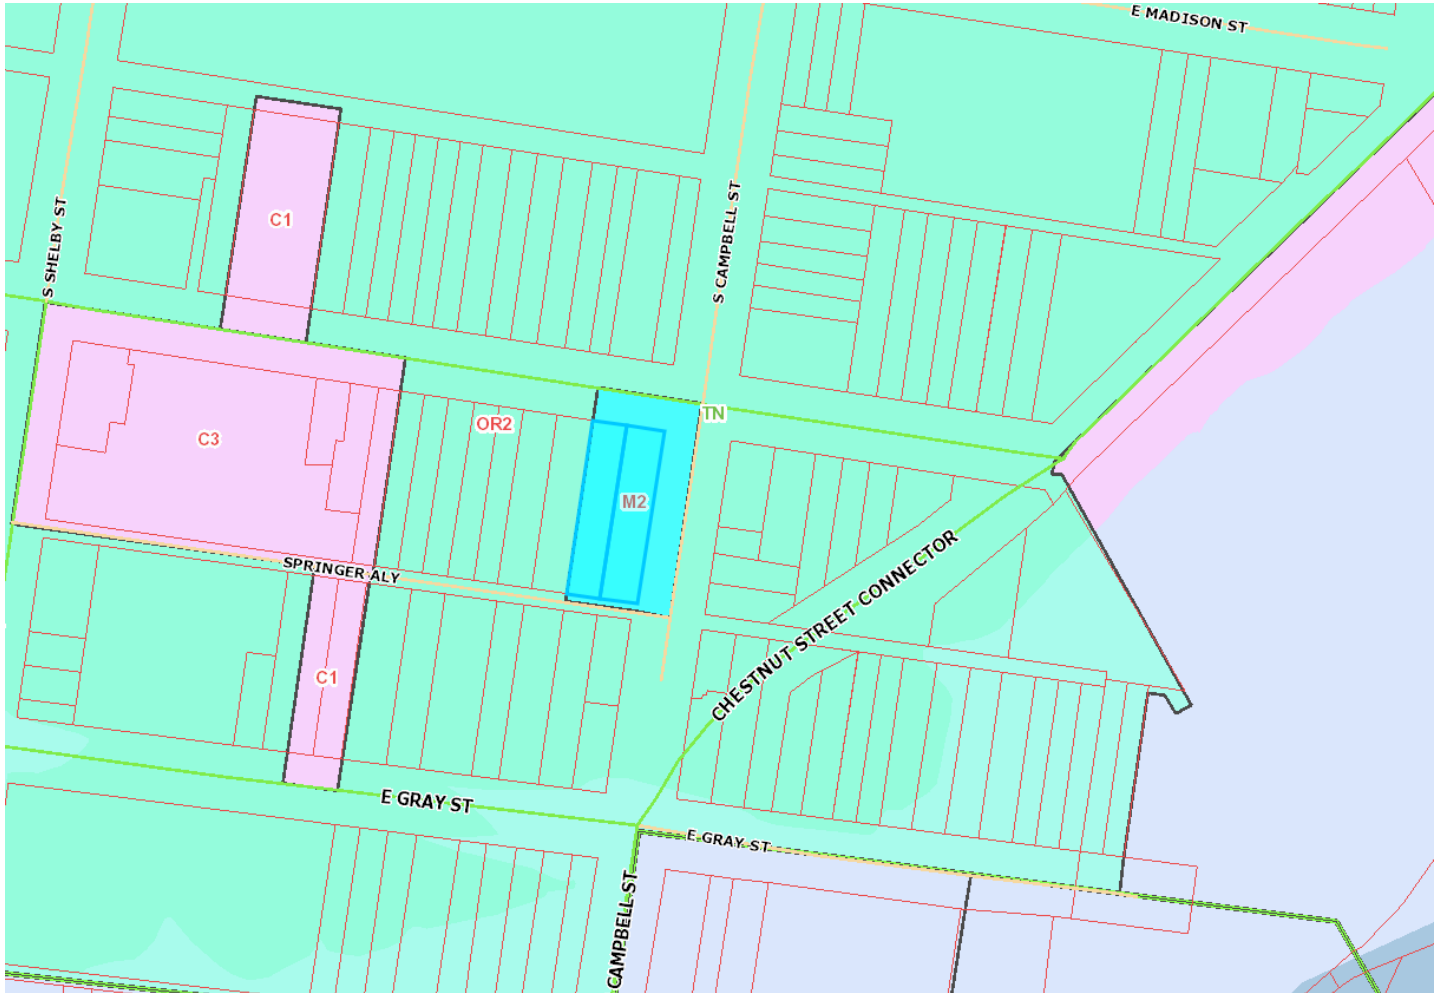 E MADISON ST
S SHELBY ST
C1
S CAMPBELL ST
TN
OR2
C3
M2
CHESTNUT STREET CONNECTOR
SPRINGER ALY
C1
E GRAY ST
E GRAY ST
CAMPBELL ST